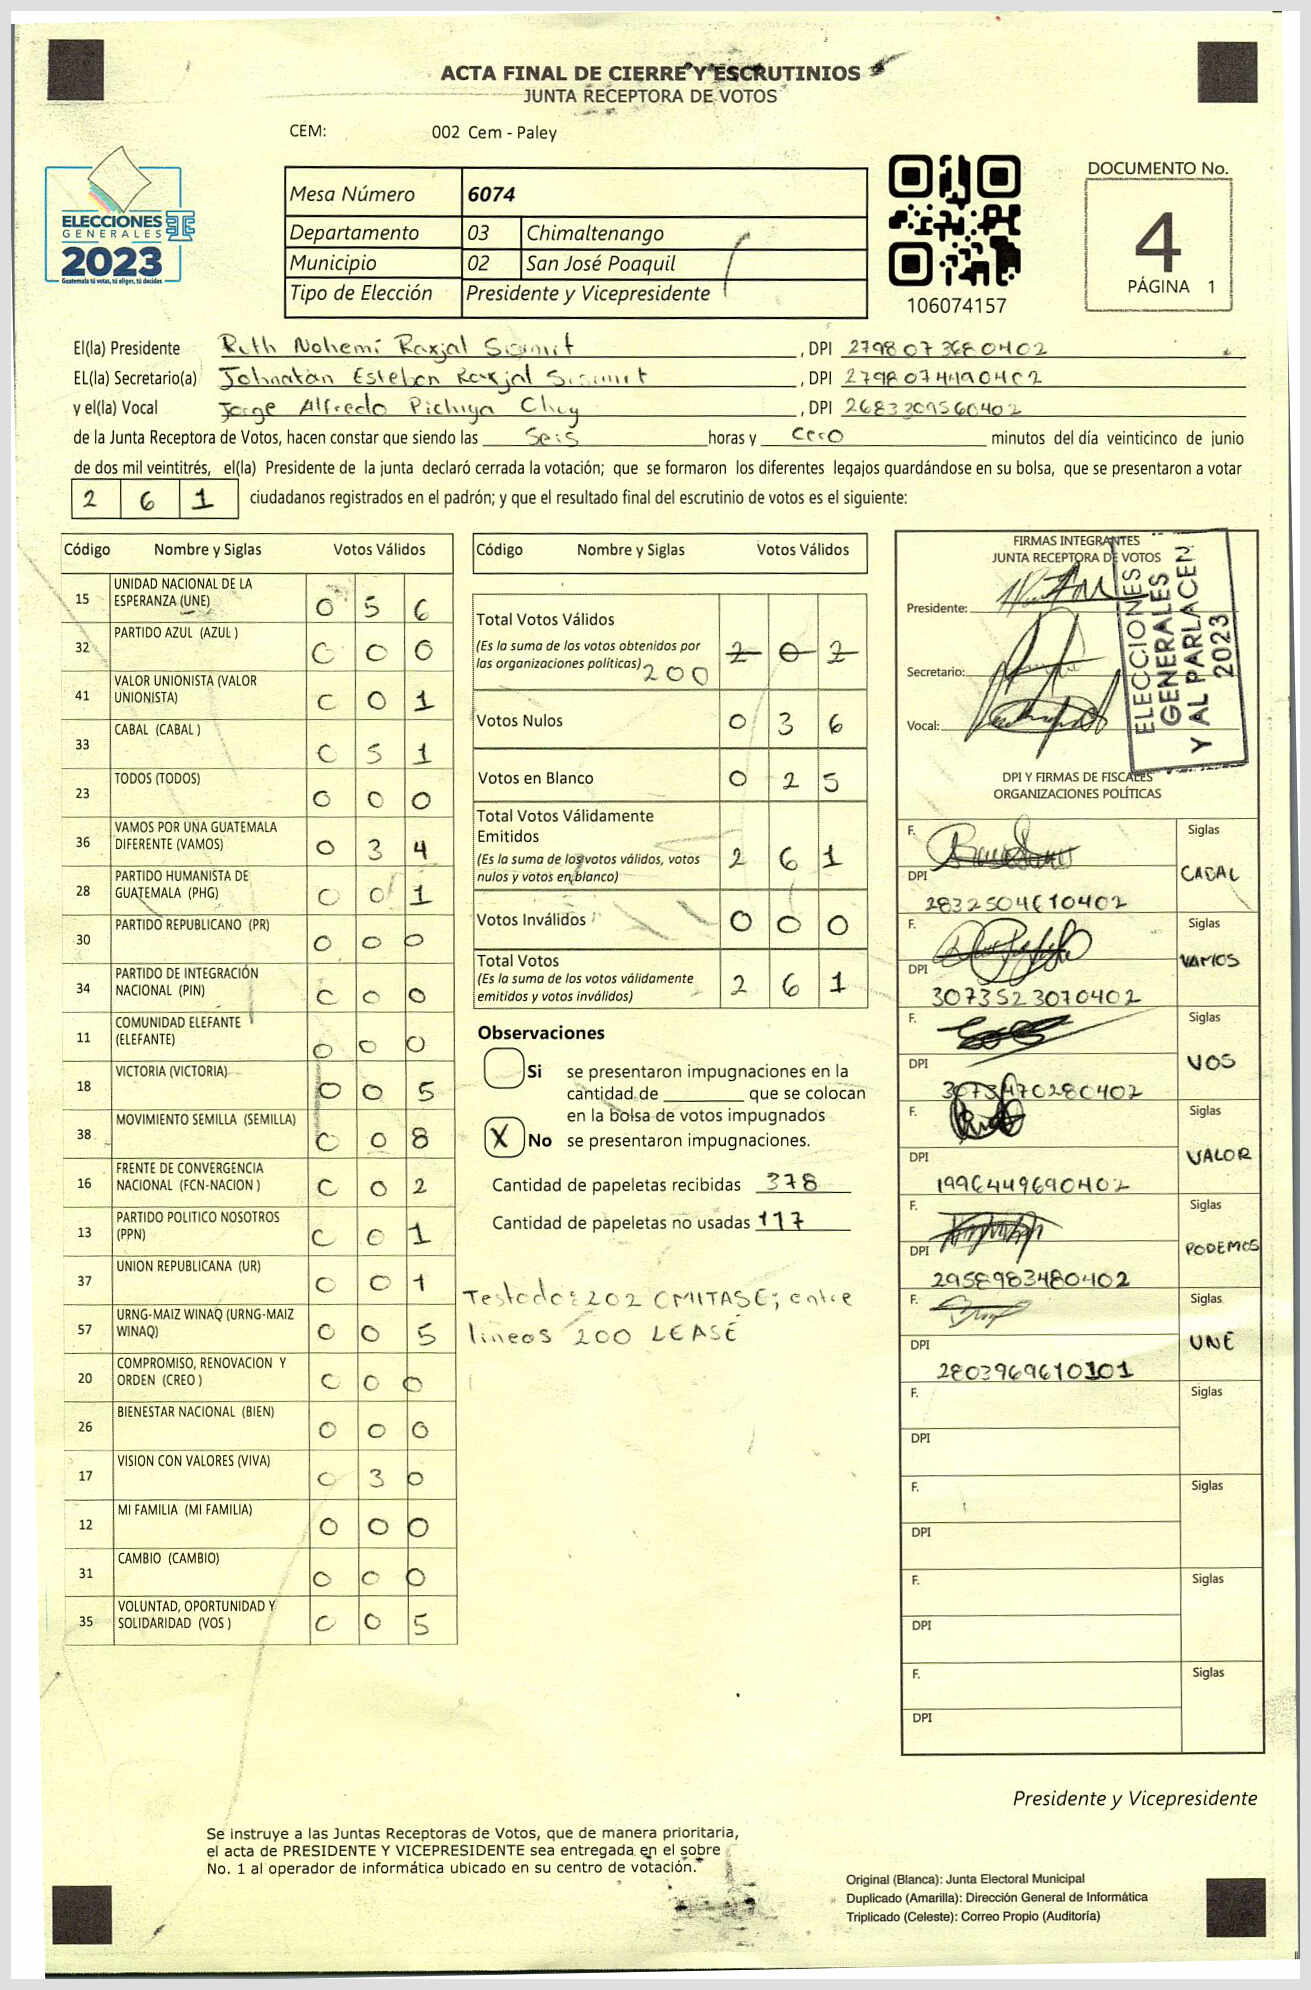 ACTA FINAL DE CIERRE Y ESCRUTINIOS
JUNTA RECEPTORA DE VOTOS
CEM: 002 Cem - Paley
ELECCIONES
GENERALES
2023
Guatemala tú votas, tú eliges, tú decides
Mesa Número 6074
Departamento 03 Chimaltenango
Municipio 02 San José Poaquil
Tipo de Elección Presidente y Vicepresidente
106074157
DOCUMENTO No.
4
PÁGINA 1
El(la) Presidente Ruth Nohemí Raxjal Sismit , DPI 2798073680402
EL(la) Secretario(a) Johnatan Esteban Raxjal Sismit , DPI 2798074490402
y el(la) Vocal Jorge Alfredo Pichiya Choy , DPI 2683309560402
de la Junta Receptora de Votos, hacen constar que siendo las Seis horas y cero minutos del día veinticinco de junio
de dos mil veintitrés, el(la) Presidente de la junta declaró cerrada la votación; que se formaron los diferentes legajos guardándose en su bolsa, que se presentaron a votar
2 6 1 ciudadanos registrados en el padrón; y que el resultado final del escrutinio de votos es el siguiente:
Código Nombre y Siglas Votos Válidos
15 UNIDAD NACIONAL DE LA
ESPERANZA (UNE) 0 5 6
32 PARTIDO AZUL (AZUL ) 0 0 0
41 VALOR UNIONISTA (VALOR
UNIONISTA) 0 0 1
33 CABAL (CABAL ) 0 5 1
23 TODOS (TODOS) 0 0 0
36 VAMOS POR UNA GUATEMALA
DIFERENTE (VAMOS) 0 3 4
28 PARTIDO HUMANISTA DE
GUATEMALA (PHG) 0 0 1
30 PARTIDO REPUBLICANO (PR) 0 0 0
34 PARTIDO DE INTEGRACIÓN
NACIONAL (PIN) 0 0 0
11 COMUNIDAD ELEFANTE
(ELEFANTE) 0 0 0
18 VICTORIA (VICTORIA) 0 0 5
38 MOVIMIENTO SEMILLA (SEMILLA) 0 0 8
16 FRENTE DE CONVERGENCIA
NACIONAL (FCN-NACION ) 0 0 2
13 PARTIDO POLITICO NOSOTROS
(PPN) 0 0 1
37 UNION REPUBLICANA (UR) 0 0 1
57 URNG-MAIZ WINAQ (URNG-MAIZ
WINAQ) 0 0 5
20 COMPROMISO, RENOVACION Y
ORDEN (CREO ) 0 0 0
26 BIENESTAR NACIONAL (BIEN) 0 0 0
17 VISION CON VALORES (VIVA) 0 3 0
12 MI FAMILIA (MI FAMILIA) 0 0 0
31 CAMBIO (CAMBIO) 0 0 0
35 VOLUNTAD, OPORTUNIDAD Y
SOLIDARIDAD (VOS ) 0 0 5
Código Nombre y Siglas Votos Válidos
Total Votos Válidos
(Es la suma de los votos obtenidos por
las organizaciones políticas) 200 2 0 2
Votos Nulos 0 3 6
Votos en Blanco 0 2 5
Total Votos Válidamente
Emitidos
(Es la suma de los votos válidos, votos
nulos y votos en blanco) 2 6 1
Votos Inválidos 0 0 0
Total Votos
(Es la suma de los votos válidamente
emitidos y votos inválidos) 2 6 1
Observaciones
Si se presentaron impugnaciones en la
cantidad de ________ que se colocan
en la bolsa de votos impugnados
X No se presentaron impugnaciones.
Cantidad de papeletas recibidas 378
Cantidad de papeletas no usadas 117
Testado: 202 OMITASE; entre
lineas 200 LEASE
FIRMAS INTEGRANTES
JUNTA RECEPTORA DE VOTOS
Presidente:
Secretario:
Vocal:
ELECCIONES
GENERALES
Y AL PARLACEN
2023
DPI Y FIRMAS DE FISCALES
ORGANIZACIONES POLÍTICAS
F. Siglas
CABAL
DPI
2832504610402
F. Siglas
VAMOS
DPI
3073523070402
F. Siglas
VOS
DPI
3073470280402
F. Siglas
VALOR
DPI
1996449690402
F. Siglas
PODEMOS
DPI
2958983480402
F. Siglas
UNE
DPI
2803969610101
F. Siglas
DPI
F. Siglas
DPI
F. Siglas
DPI
F. Siglas
DPI
Presidente y Vicepresidente
Se instruye a las Juntas Receptoras de Votos, que de manera prioritaria,
el acta de PRESIDENTE Y VICEPRESIDENTE sea entregada en el sobre
No. 1 al operador de informática ubicado en su centro de votación.
Original (Blanca): Junta Electoral Municipal
Duplicado (Amarilla): Dirección General de Informática
Triplicado (Celeste): Correo Propio (Auditoría)